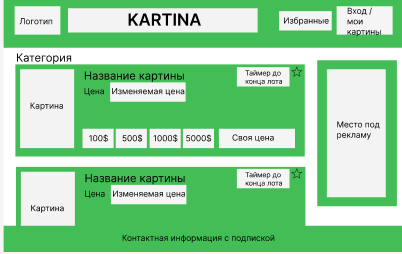 Логотип
KARTINA
Избранные
Вход /
мои
картины
Категория
Картина
Название картины
Таймер до
конца лота
Цена
Изменяемая цена
100$
500$
1000$
5000$
Своя цена
Место под
рекламу
Картина
Название картины
Таймер до
конца лота
Цена
Изменяемая цена
Контактная информация с подпиской